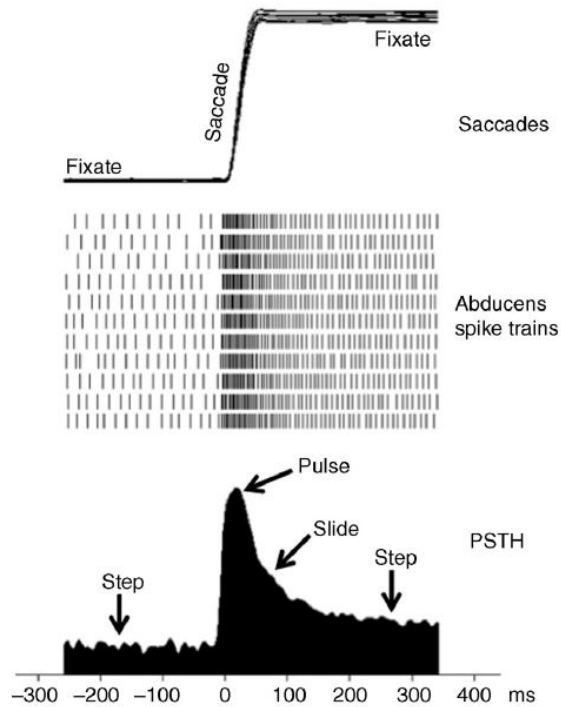 Fixate
Saccade
Saccades
Fixate
Abducens
spike trains
Pulse
Slide
PSTH
Step
Step
–300 –200 –100 0 100 200 300 400 ms